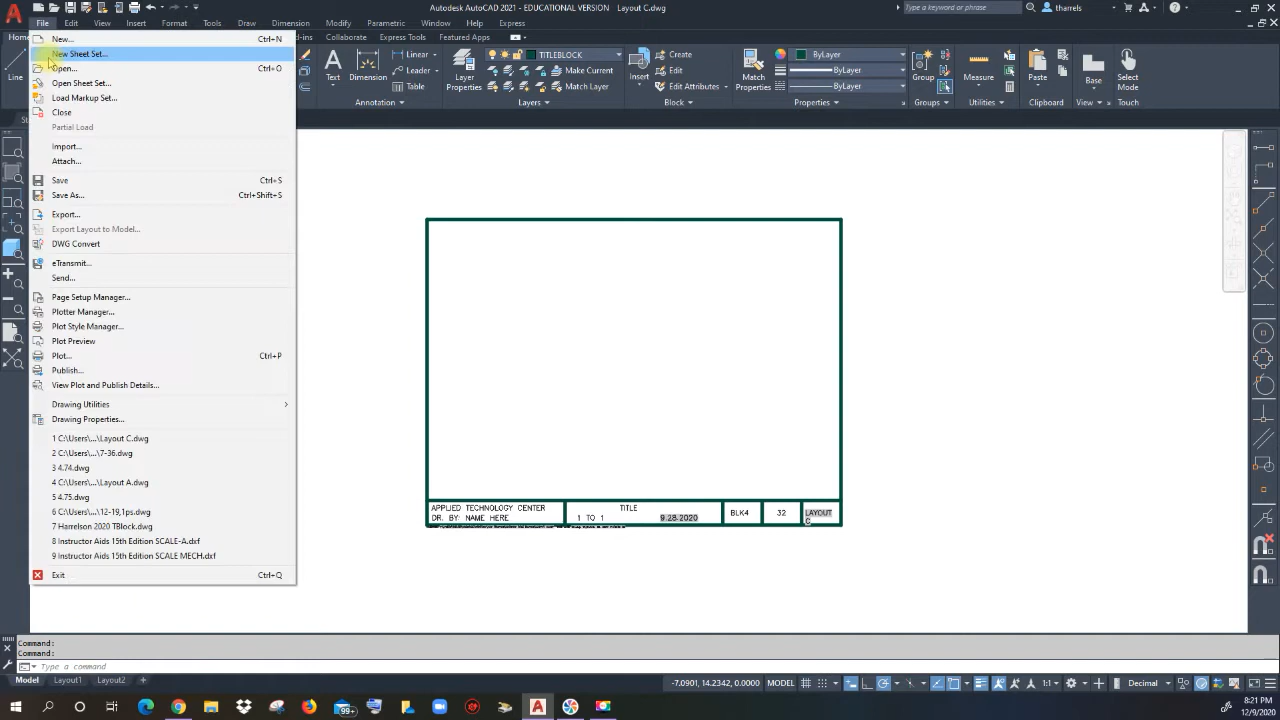 Autodesk AutoCAD 2021 - EDUCATIONAL VERSION Layout C.dwg
Type a keyword or phrase
tharrels
File Edit View Insert Format Tools Draw Dimension Modify Parametric Window Help Express
Collaborate Express Tools Featured Apps
Line
Text
Dimension
Linear
Leader
Table
Annotation
Layer Properties
TITLEBLOCK
Make Current
Match Layer
Layers
Insert
Create
Edit
Edit Attributes
Block
Match Properties
ByLayer
ByLayer
ByLayer
Properties
Group
Groups
Measure
Utilities
Paste
Clipboard
Base
View
Select Mode
Touch
New... Ctrl+N
New Sheet Set...
Open... Ctrl+O
Open Sheet Set...
Load Markup Set...
Close
Partial Load
Import...
Attach...
Save Ctrl+S
Save As... Ctrl+Shift+S
Export...
Export Layout to Model...
DWG Convert
eTransmit...
Send...
Page Setup Manager...
Plotter Manager...
Plot Style Manager...
Plot Preview
Plot... Ctrl+P
Publish...
View Plot and Publish Details...
Drawing Utilities
Drawing Properties...
1 C:\Users\...\Layout C.dwg
2 C:\Users\...\7-36.dwg
3 4.74.dwg
4 C:\Users\...\Layout A.dwg
5 4.75.dwg
6 C:\Users\...\12-19,1ps.dwg
7 Harrelson 2020 TBlock.dwg
8 Instructor Aids 15th Edition SCALE-A.dxf
9 Instructor Aids 15th Edition SCALE MECH.dxf
Exit Ctrl+Q
APPLIED TECHNOLOGY CENTER
DR. BY: NAME HERE
TITLE
1 TO 1 9.28-2020
BLK4
32
LAYOUT
C
Command:
Command:
Type a command
Model Layout1 Layout2 +
-7.0901, 14.2342, 0.0000 MODEL
1:1
Decimal
99+
8:21 PM
12/9/2020